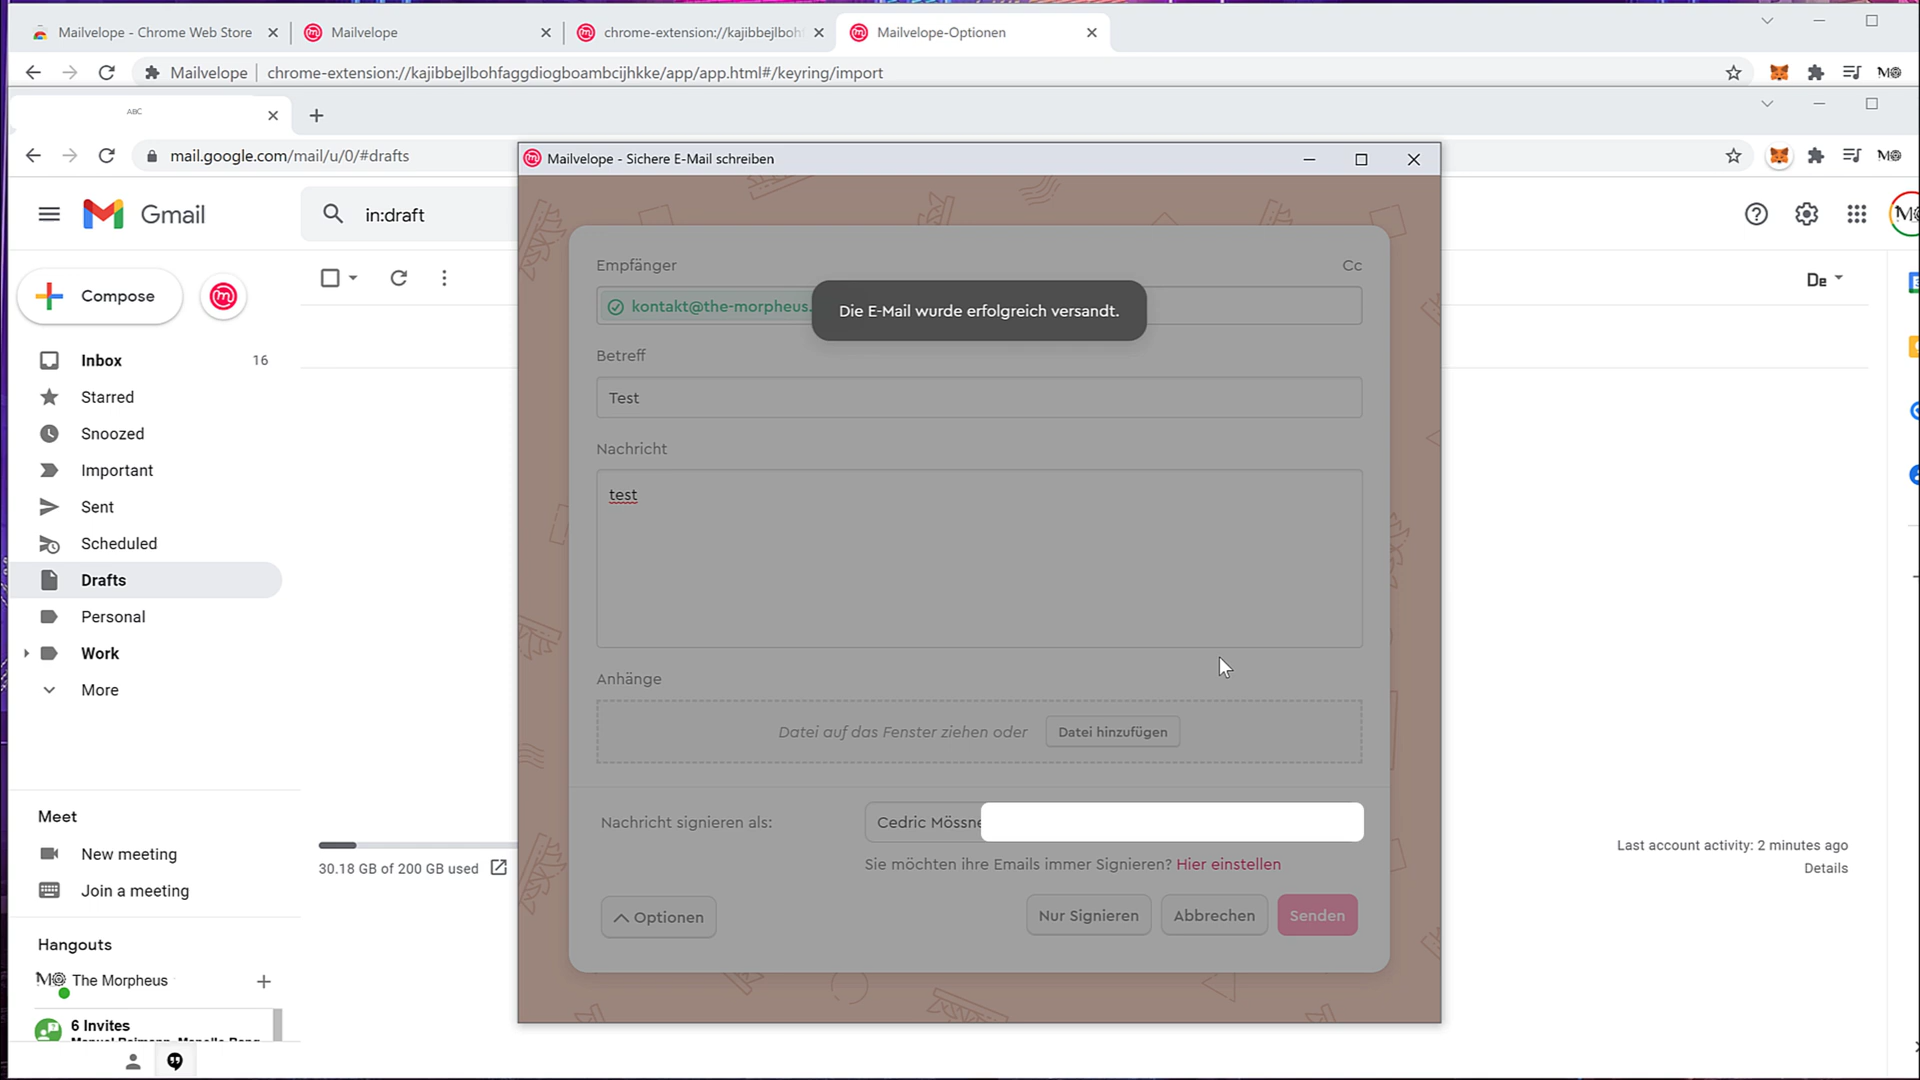 Mailvelope - Chrome Web Store
Mailvelope
chrome-extension://kajibbejlboh
Mailvelope-Optionen
Mailvelope
chrome-extension://kajibbejlbohfaggdiogboambcijhkke/app/app.html#/keyring/import
ABC
mail.google.com/mail/u/0/#drafts
Mailvelope - Sichere E-Mail schreiben
Gmail
in:draft
De
Compose
Inbox 16
Starred
Snoozed
Important
Sent
Scheduled
Drafts
Personal
Work
More
Meet
New meeting
Join a meeting
Hangouts
The Morpheus
6 Invites
30.18 GB of 200 GB used
Empfänger Cc
kontakt@the-morpheus.
Die E-Mail wurde erfolgreich versandt.
Betreff
Test
Nachricht
test
Anhänge
Datei auf das Fenster ziehen oder Datei hinzufügen
Nachricht signieren als: Cedric Mössne
Sie möchten ihre Emails immer Signieren? Hier einstellen
Optionen
Nur Signieren
Abbrechen
Senden
Last account activity: 2 minutes ago
Details